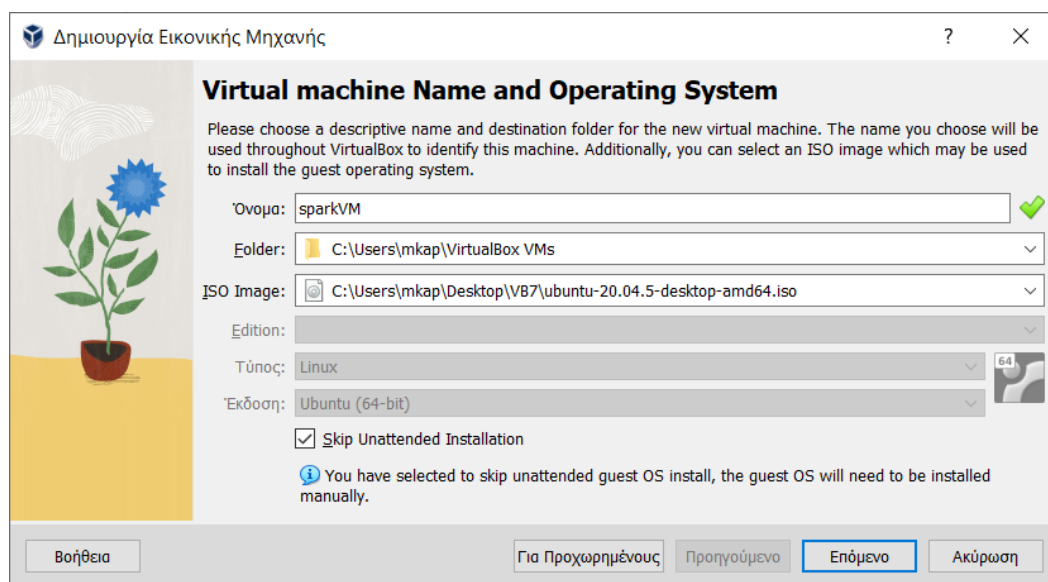 Δημιουργία Εικονικής Μηχανής
Virtual machine Name and Operating System
Please choose a descriptive name and destination folder for the new virtual machine. The name you choose will be
used throughout VirtualBox to identify this machine. Additionally, you can select an ISO image which may be used
to install the guest operating system.
Όνομα: sparkVM
Folder: C:\Users\mkap\VirtualBox VMs
ISO Image: C:\Users\mkap\Desktop\VB7\ubuntu-20.04.5-desktop-amd64.iso
Edition:
Τύπος: Linux 64
Έκδοση: Ubuntu (64-bit)
Skip Unattended Installation
You have selected to skip unattended guest OS install, the guest OS will need to be installed
manually.
Βοήθεια Για Προχωρημένους Προηγούμενο Επόμενο Ακύρωση